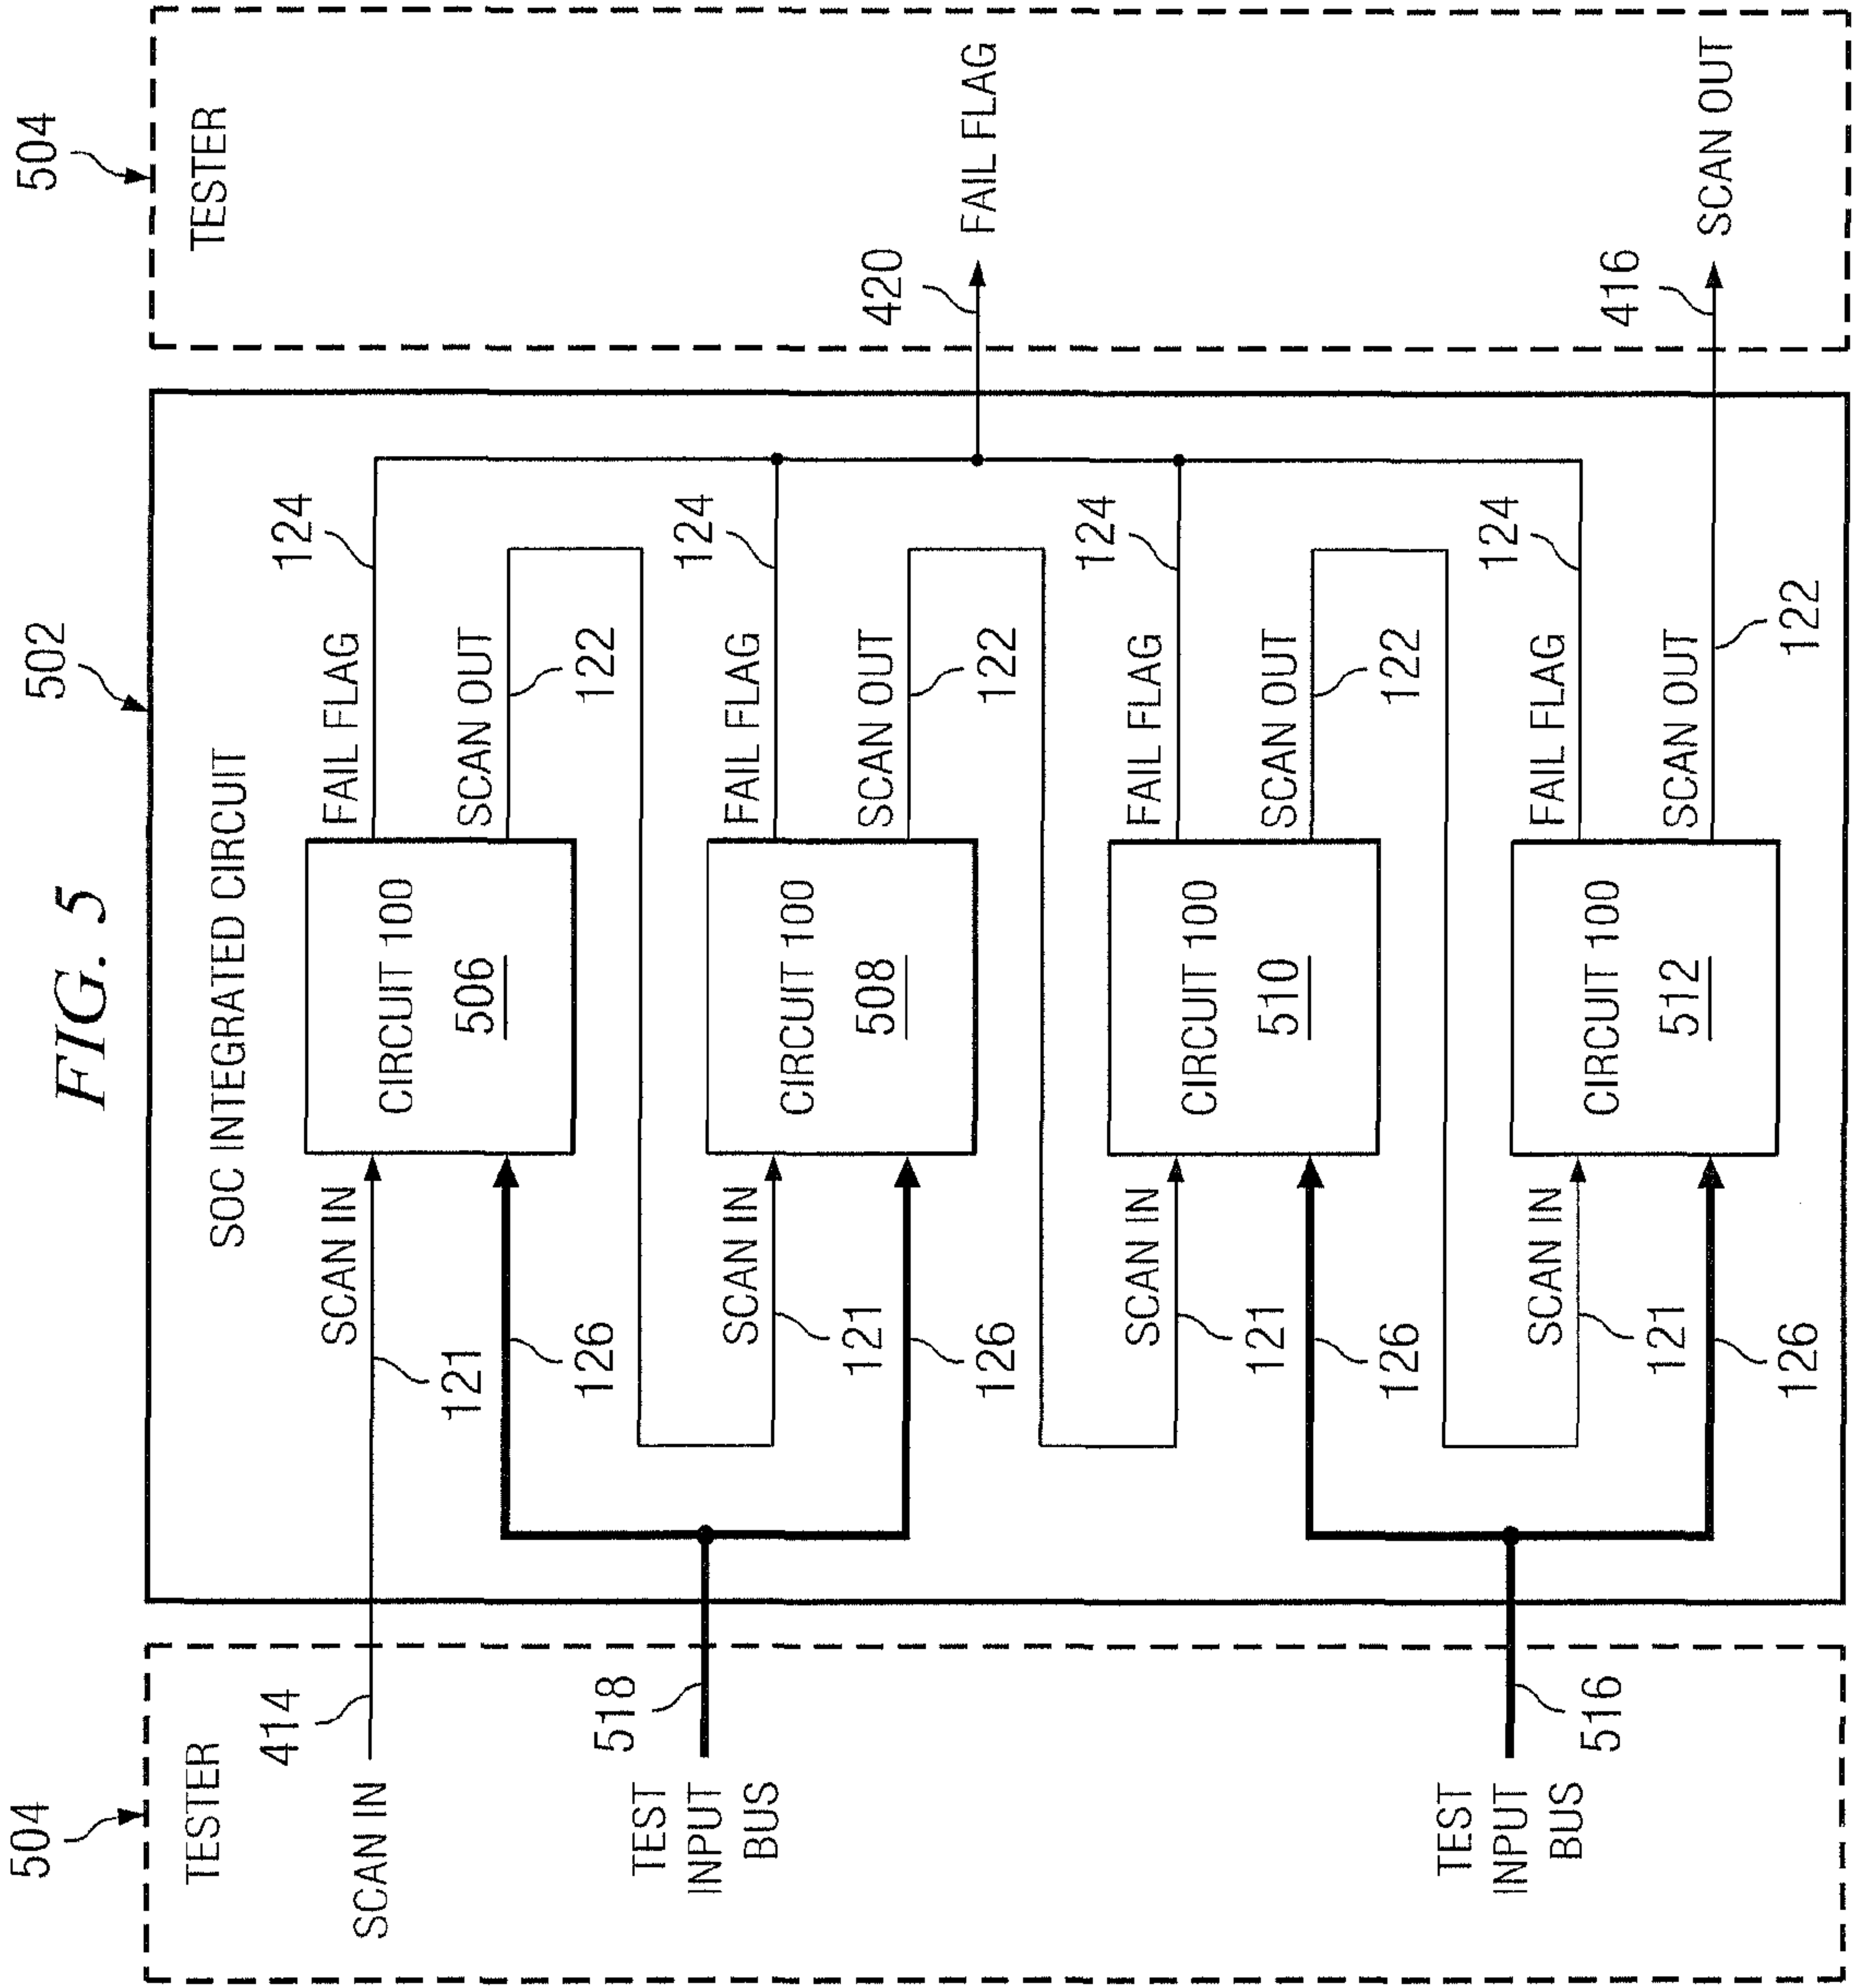 FIG. 5
504
TESTER
SCAN IN
414
TEST
INPUT
BUS
518
TEST
INPUT
BUS
516
502
SOC INTEGRATED CIRCUIT
SCAN IN
121
126
CIRCUIT 100
506
FAIL FLAG
124
SCAN OUT
122
SCAN IN
121
126
CIRCUIT 100
508
FAIL FLAG
124
SCAN OUT
122
SCAN IN
121
126
CIRCUIT 100
510
FAIL FLAG
124
SCAN OUT
122
SCAN IN
121
126
CIRCUIT 100
512
FAIL FLAG
124
SCAN OUT
122
504
TESTER
420
FAIL FLAG
416
SCAN OUT